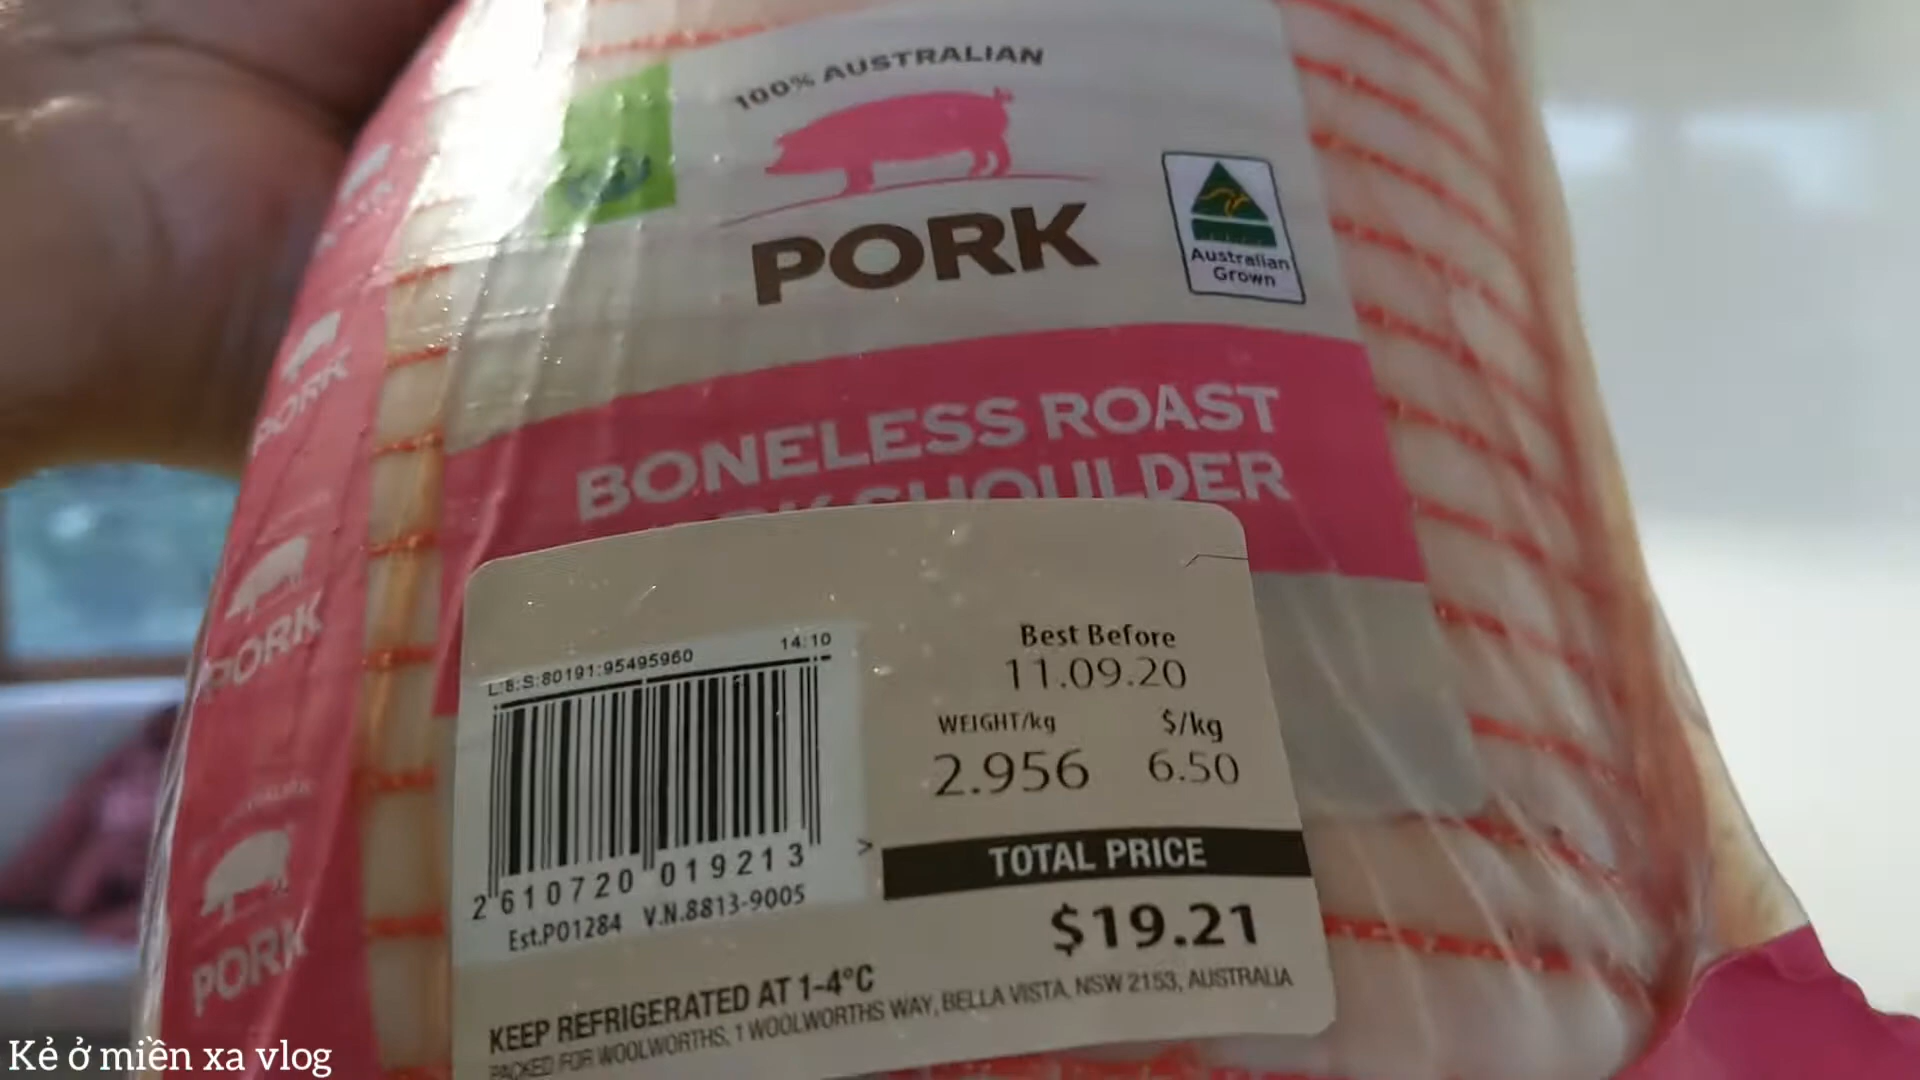 100% AUSTRALIAN
PORK
Australian
Grown
BONELESS ROAST
SHOULDER
L:8:S:80191:95495960 14:10
Best Before
11.09.20
WEIGHT/kg $/kg
2.956 6.50
2 610720 019213 >
TOTAL PRICE
Est.P01284 V.N.8813-9005
$19.21
KEEP REFRIGERATED AT 1-4°C
PACKED FOR WOOLWORTHS, 1 WOOLWORTHS WAY, BELLA VISTA, NSW 2153, AUSTRALIA
PORK
PORK
PORK
Kẻ ở miền xa vlog